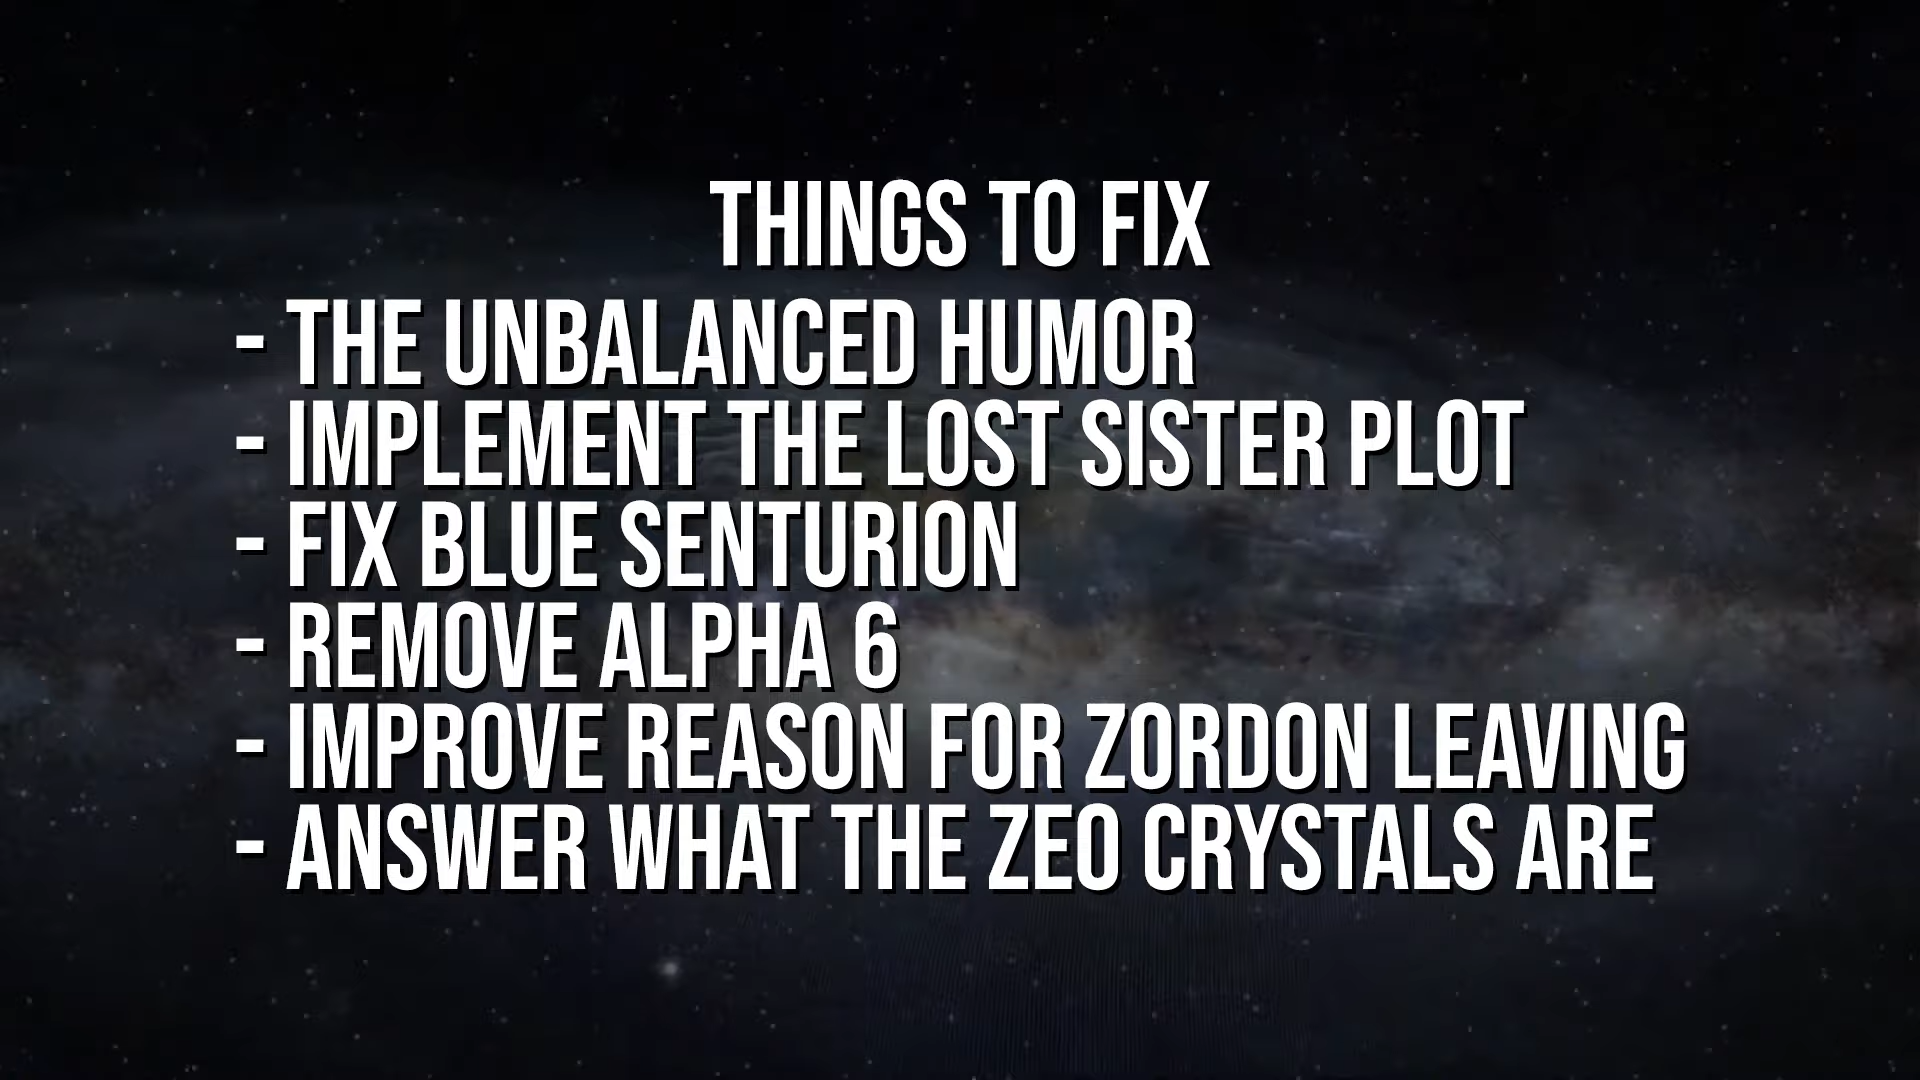 THINGS TO FIX
- THE UNBALANCED HUMOR
- IMPLEMENT THE LOST SISTER PLOT
- FIX BLUE SENTURION
- REMOVE ALPHA 6
- IMPROVE REASON FOR ZORDON LEAVING
- ANSWER WHAT THE ZEO CRYSTALS ARE